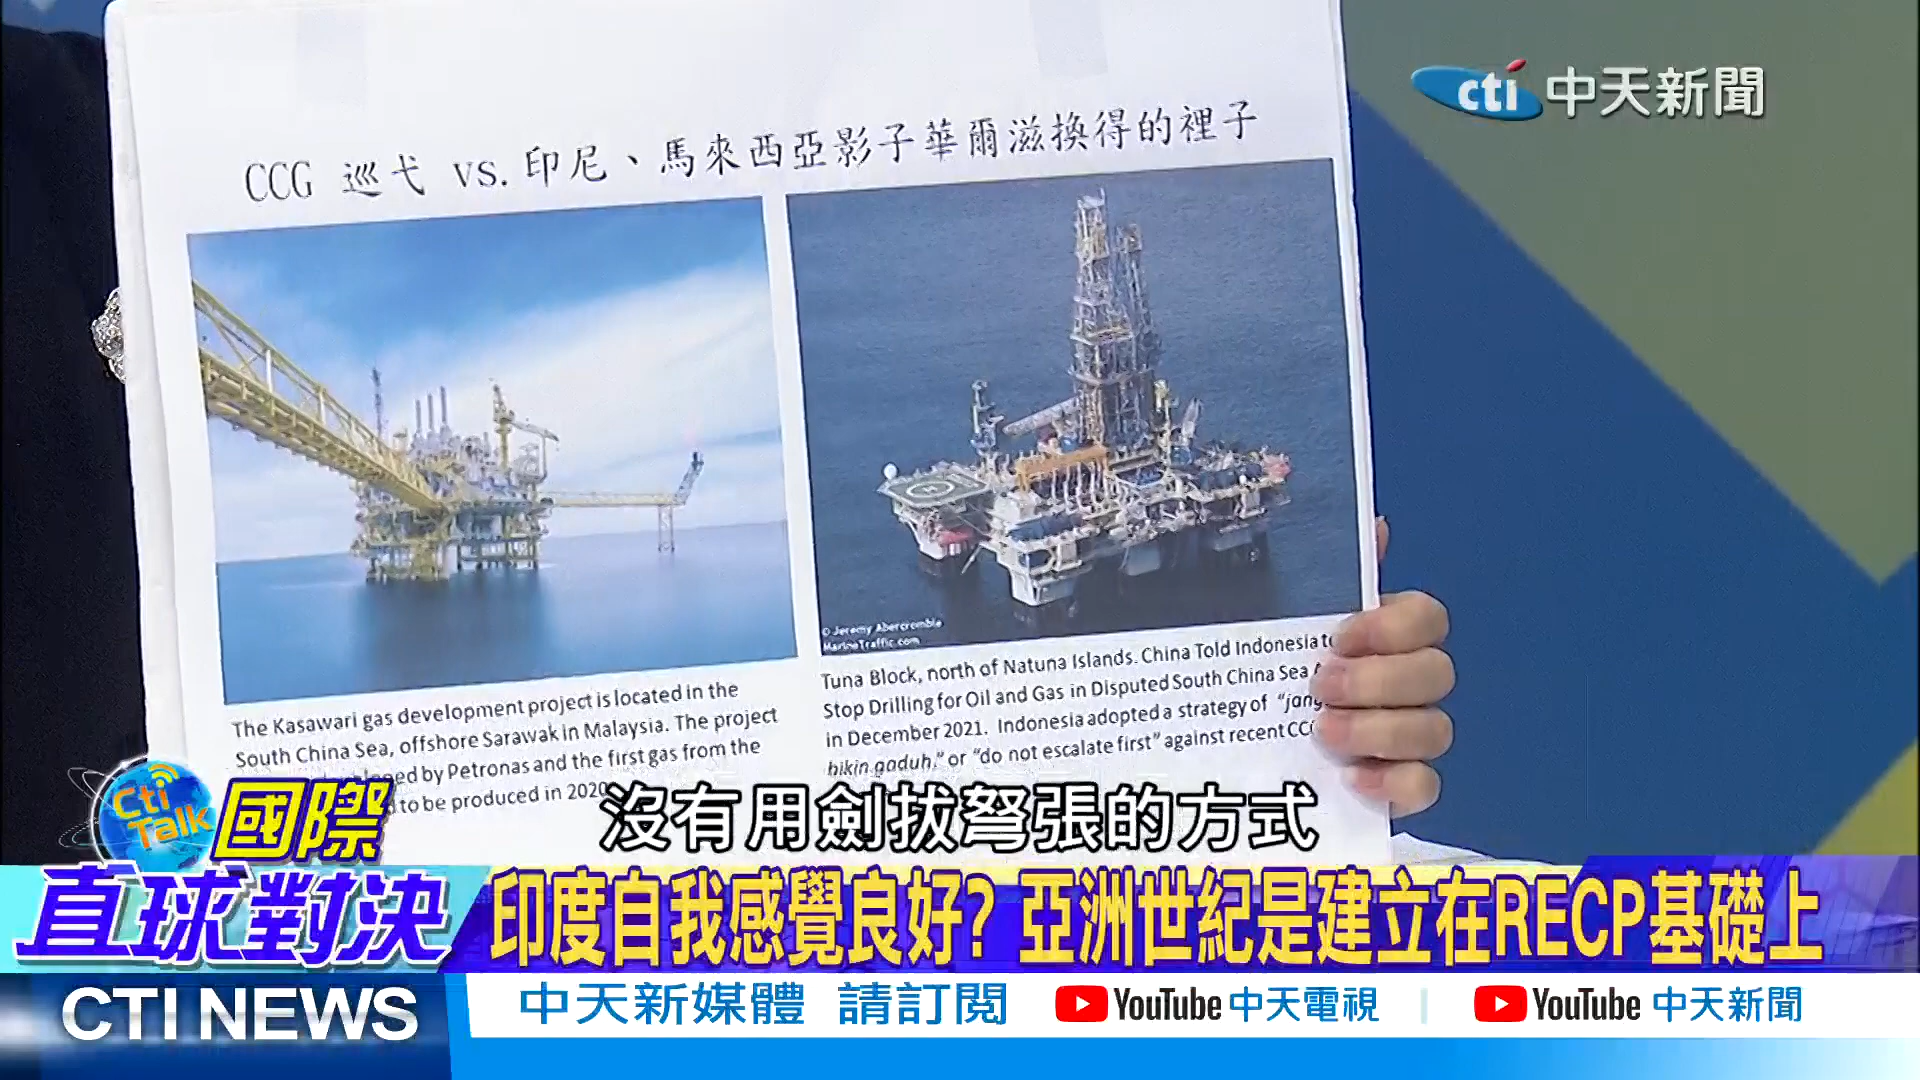 cti 中天新聞
CCG 巡弋 vs. 印尼、馬來西亞影子華爾滋換得的裡子
© Jeremy Abercrombie
MarineTraffic.com
The Kasawari gas development project is located in the
South China Sea, offshore Sarawak in Malaysia. The project
by Petronas and the first gas from the
to be produced in 2020
Tuna Block, north of Natuna Islands. China Told Indonesia to
Stop Drilling for Oil and Gas in Disputed South China Sea
in December 2021. Indonesia adopted a strategy of "jang
bikin gaduh." or "do not escalate first" against recent CC
沒有用劍拔弩張的方式
Cti Talk
國際
直球對決
印度自我感覺良好? 亞洲世紀是建立在RECP基礎上
CTI NEWS
中天新媒體 請訂閱 YouTube 中天電視 | YouTube 中天新聞